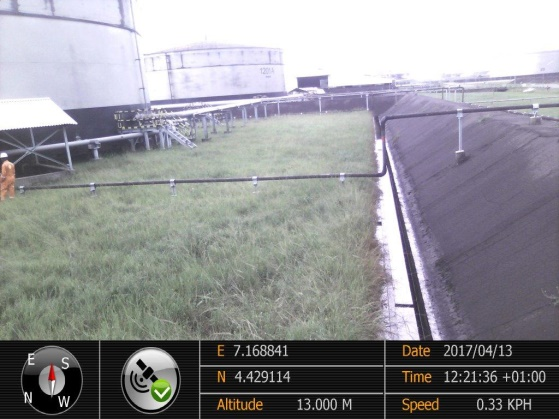 E 7.168841
N 4.429114
Altitude 13.000 M
Date 2017/04/13
Time 12:21:36 +01:00
Speed 0.33 KPH
E
S
N
W